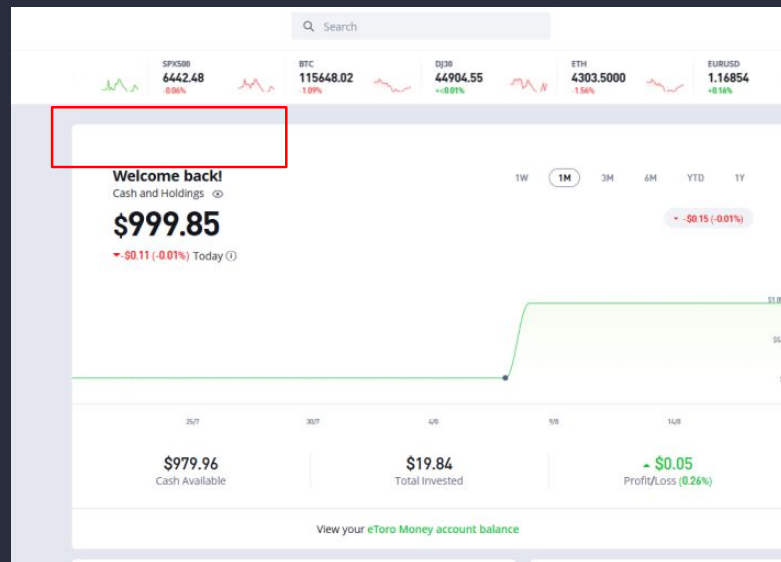 Search
SPX500
6442.48
-0.06%
BTC
115648.02
-1.09%
DJ30
44904.55
+<0.01%
ETH
4303.5000
-1.56%
EURUSD
1.16854
+0.16%
Welcome back!
Cash and Holdings
$999.85
-$0.11 (-0.01%) Today
1W 1M 3M 6M YTD 1Y
-$0.15 (-0.01%)
25/7 30/7 4/8 9/8 14/8
$979.96
Cash Available
$19.84
Total Invested
$0.05
Profit/Loss (0.26%)
View your eToro Money account balance